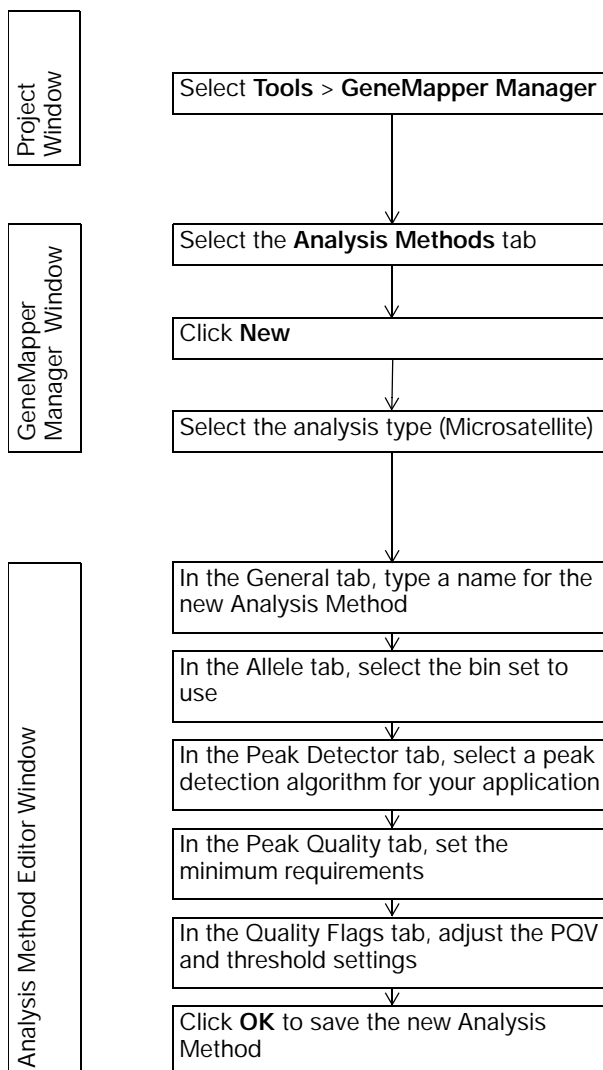 Project
Window
Select Tools > GeneMapper Manager
GeneMapper
Manager Window
Select the Analysis Methods tab
Click New
Select the analysis type (Microsatellite)
Analysis Method Editor Window
In the General tab, type a name for the
new Analysis Method
In the Allele tab, select the bin set to
use
In the Peak Detector tab, select a peak
detection algorithm for your application
In the Peak Quality tab, set the
minimum requirements
In the Quality Flags tab, adjust the PQV
and threshold settings
Click OK to save the new Analysis
Method